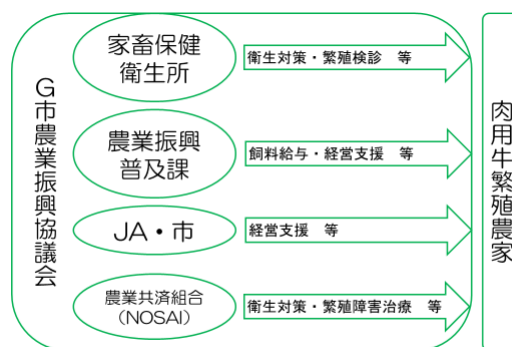 G市農業振興協議会
家畜保健
衛生所
衛生対策・繁殖検診　等
農業振興
普及課
飼料給与・経営支援　等
JA・市
経営支援　等
農業共済組合
（NOSAI）
衛生対策・繁殖障害治療　等
肉用牛繁殖農家